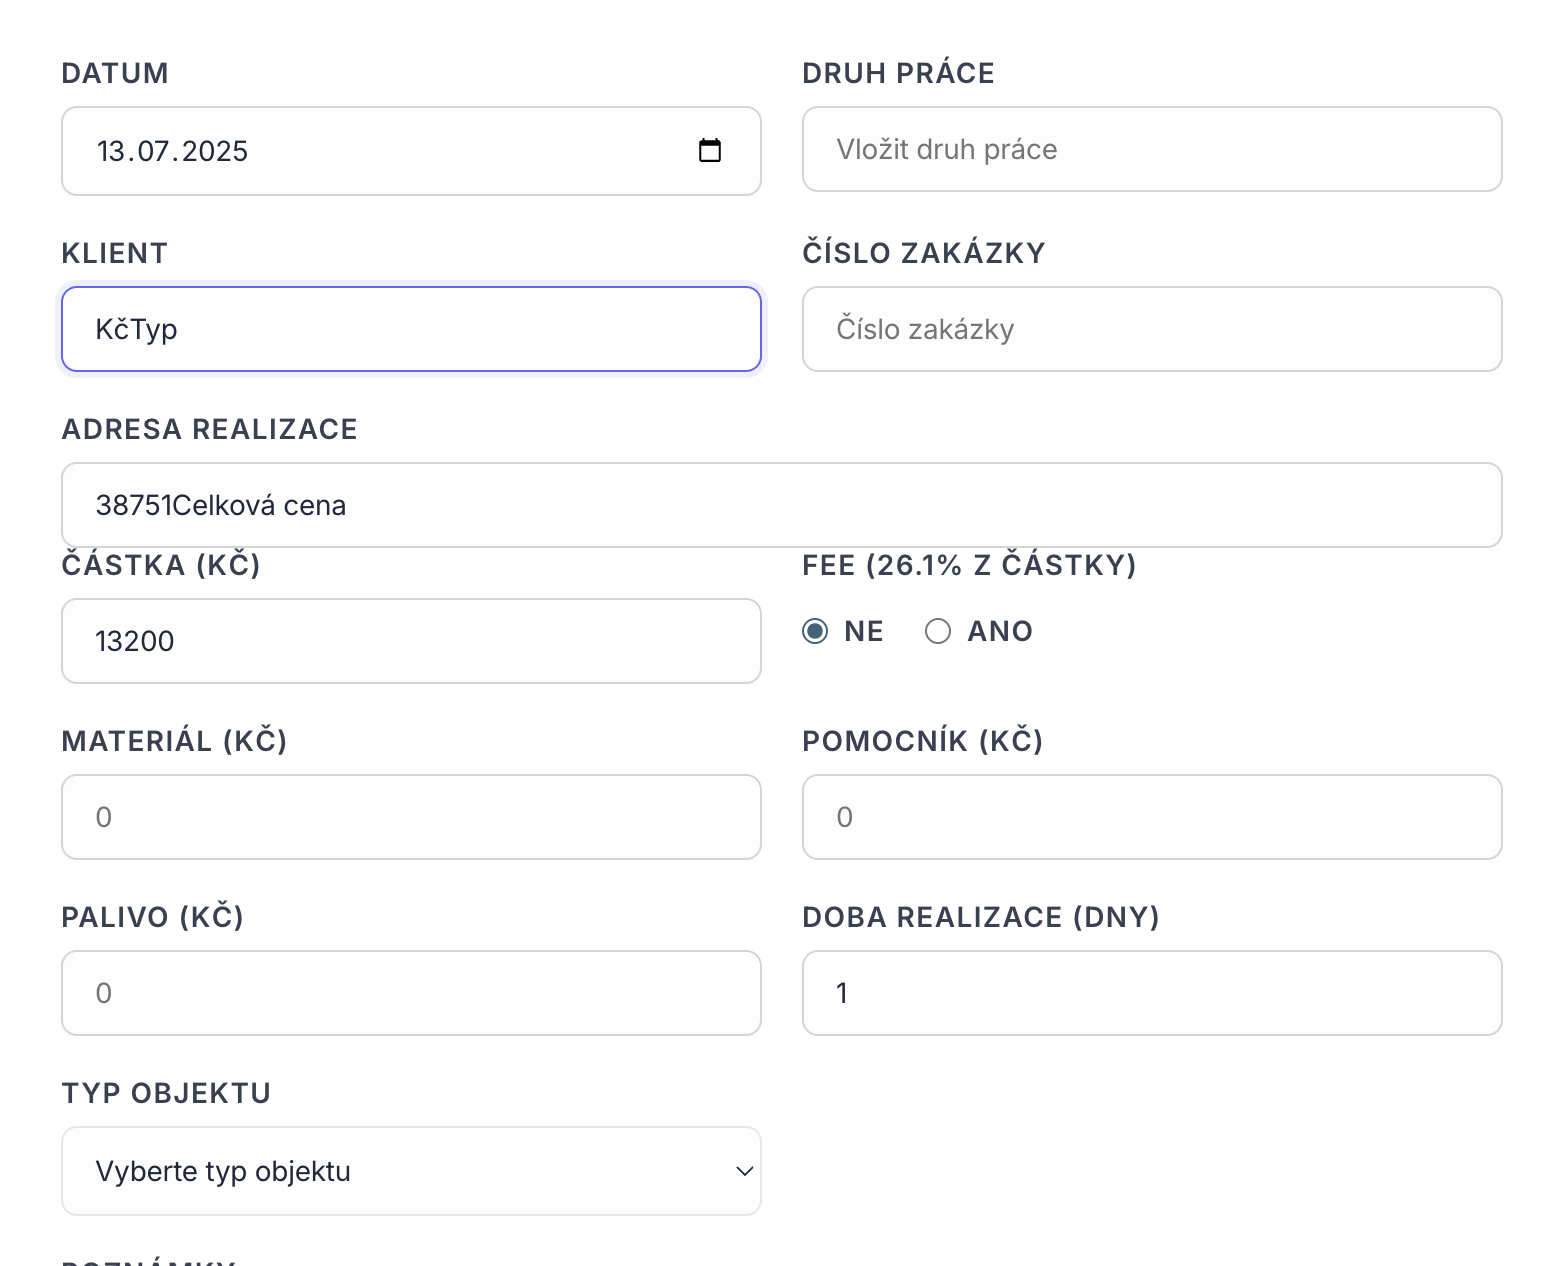 DATUM
DRUH PRÁCE
13.07.2025
Vložit druh práce
KLIENT
ČÍSLO ZAKÁZKY
KčTyp
Číslo zakázky
ADRESA REALIZACE
38751Celková cena
ČÁSTKA (KČ)
FEE (26.1% Z ČÁSTKY)
13200
NE
ANO
MATERIÁL (KČ)
POMOCNÍK (KČ)
0
0
PALIVO (KČ)
DOBA REALIZACE (DNY)
0
1
TYP OBJEKTU
Vyberte typ objektu
POZNÁMKY